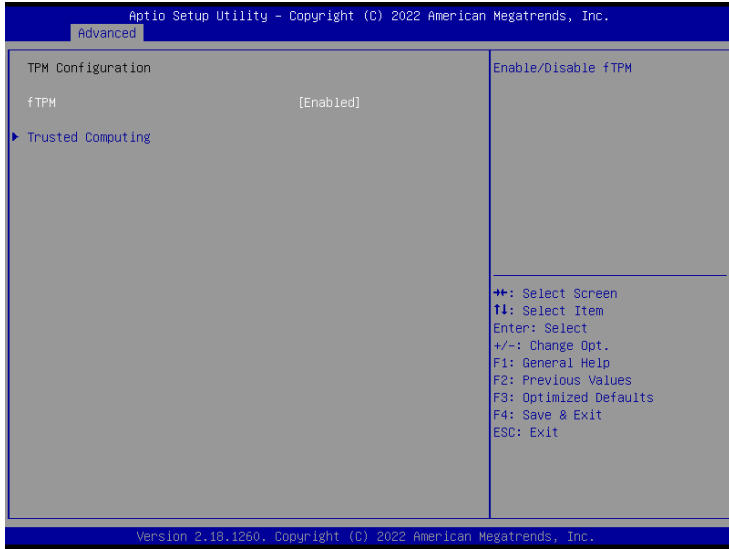 Aptio Setup Utility – Copyright (C) 2022 American Megatrends, Inc.
Advanced
TPM Configuration
fTPM [Enabled]
Trusted Computing
Enable/Disable fTPM
→←: Select Screen
↑↓: Select Item
Enter: Select
+/-: Change Opt.
F1: General Help
F2: Previous Values
F3: Optimized Defaults
F4: Save & Exit
ESC: Exit
Version 2.18.1260. Copyright (C) 2022 American Megatrends, Inc.